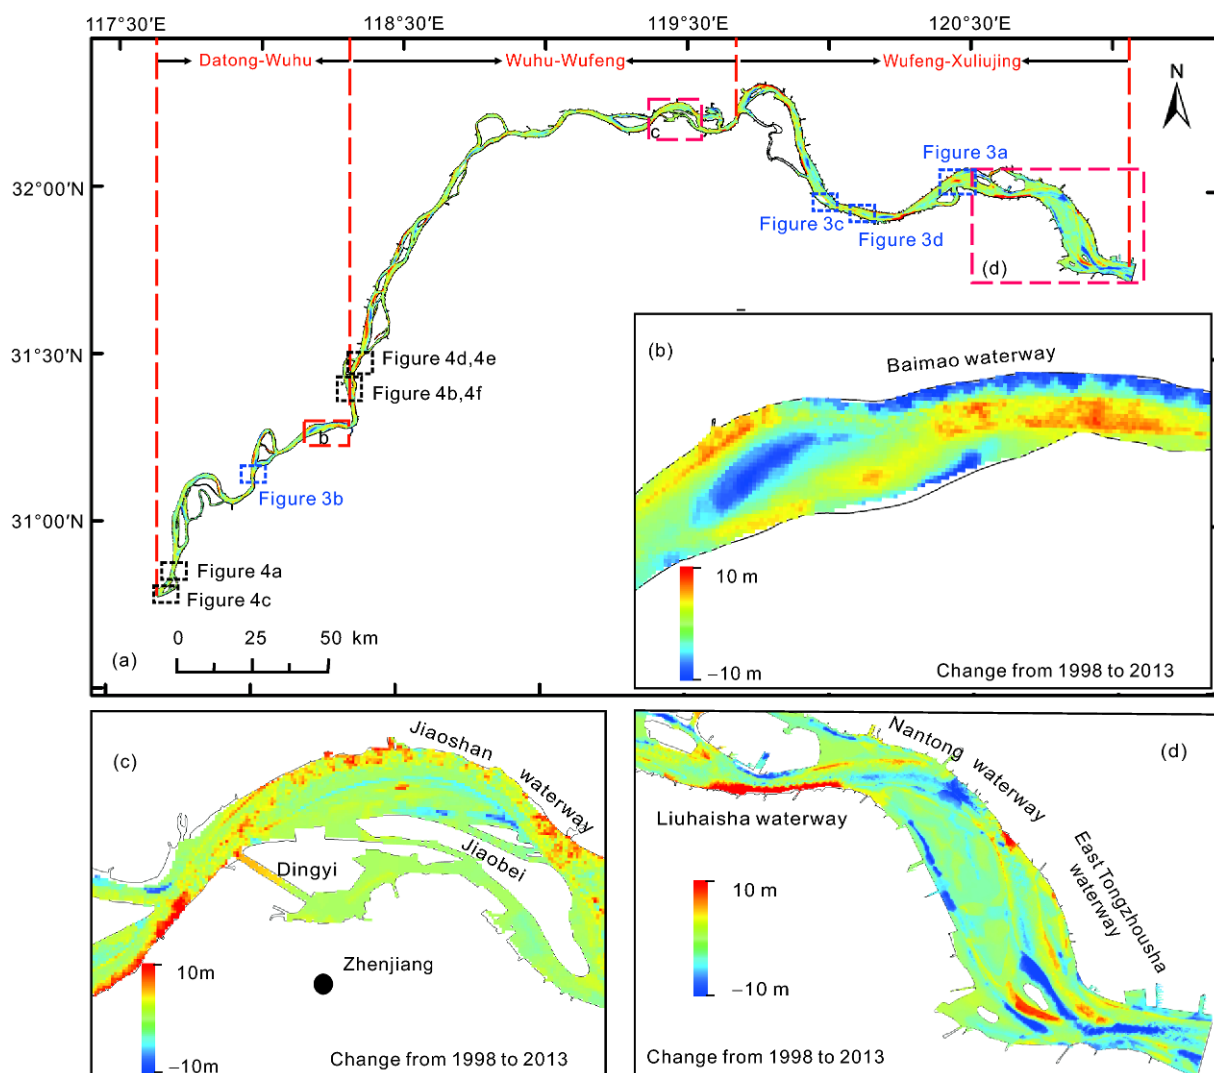 117°30′E
118°30′E
119°30′E
120°30′E
Datong-Wuhu
Wuhu-Wufeng
Wufeng-Xuliujing
N
c
Figure 3a
32°00′N
Figure 3c
Figure 3d
(d)
31°30′N
Figure 4d,4e
Figure 4b,4f
b
Figure 3b
31°00′N
Figure 4a
Figure 4c
0 25 50 km
(a)
(b)
Baimao waterway
10 m
−10 m
Change from 1998 to 2013
(c)
Jiaoshan
waterway
Jiaobei
Dingyi
Zhenjiang
10m
−10m
Change from 1998 to 2013
(d)
Nantong waterway
Liuhaisha waterway
East Tongzhousha
waterway
10 m
−10 m
Change from 1998 to 2013